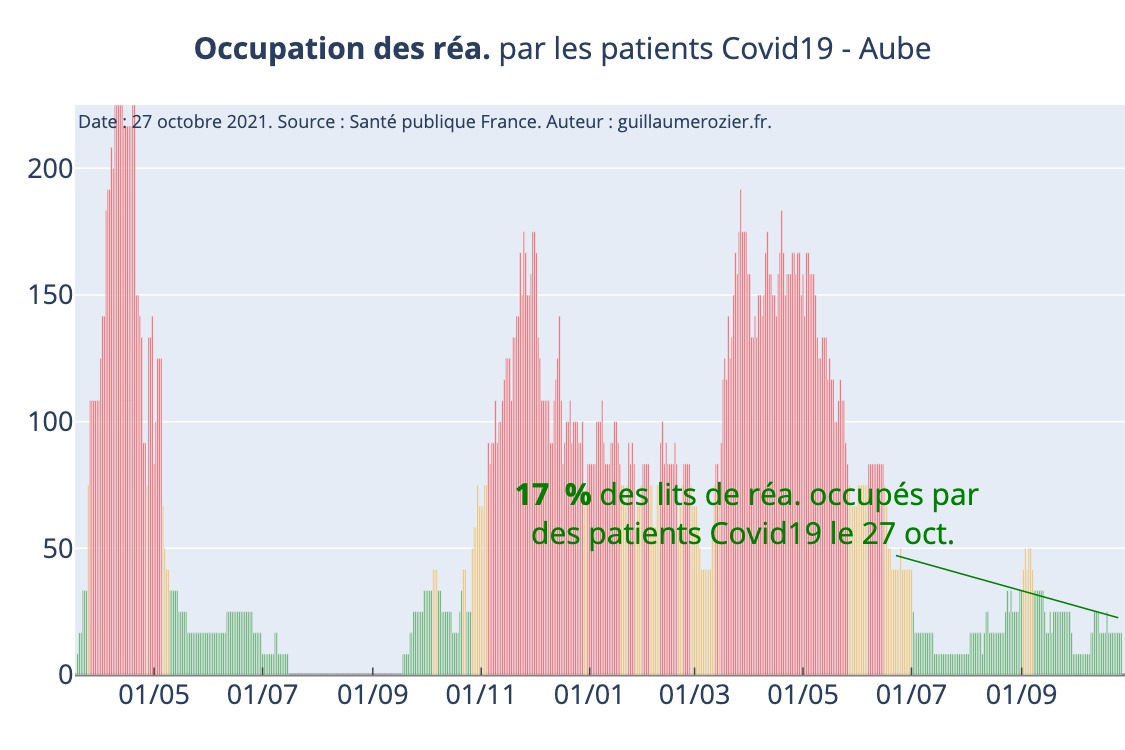 Occupation des réa. par les patients Covid19 - Aube
Date : 27 octobre 2021. Source : Santé publique France. Auteur : guillaumerozier.fr.
200
150
100
50
0
17 % des lits de réa. occupés par
des patients Covid19 le 27 oct.
01/05 01/07 01/09 01/11 01/01 01/03 01/05 01/07 01/09